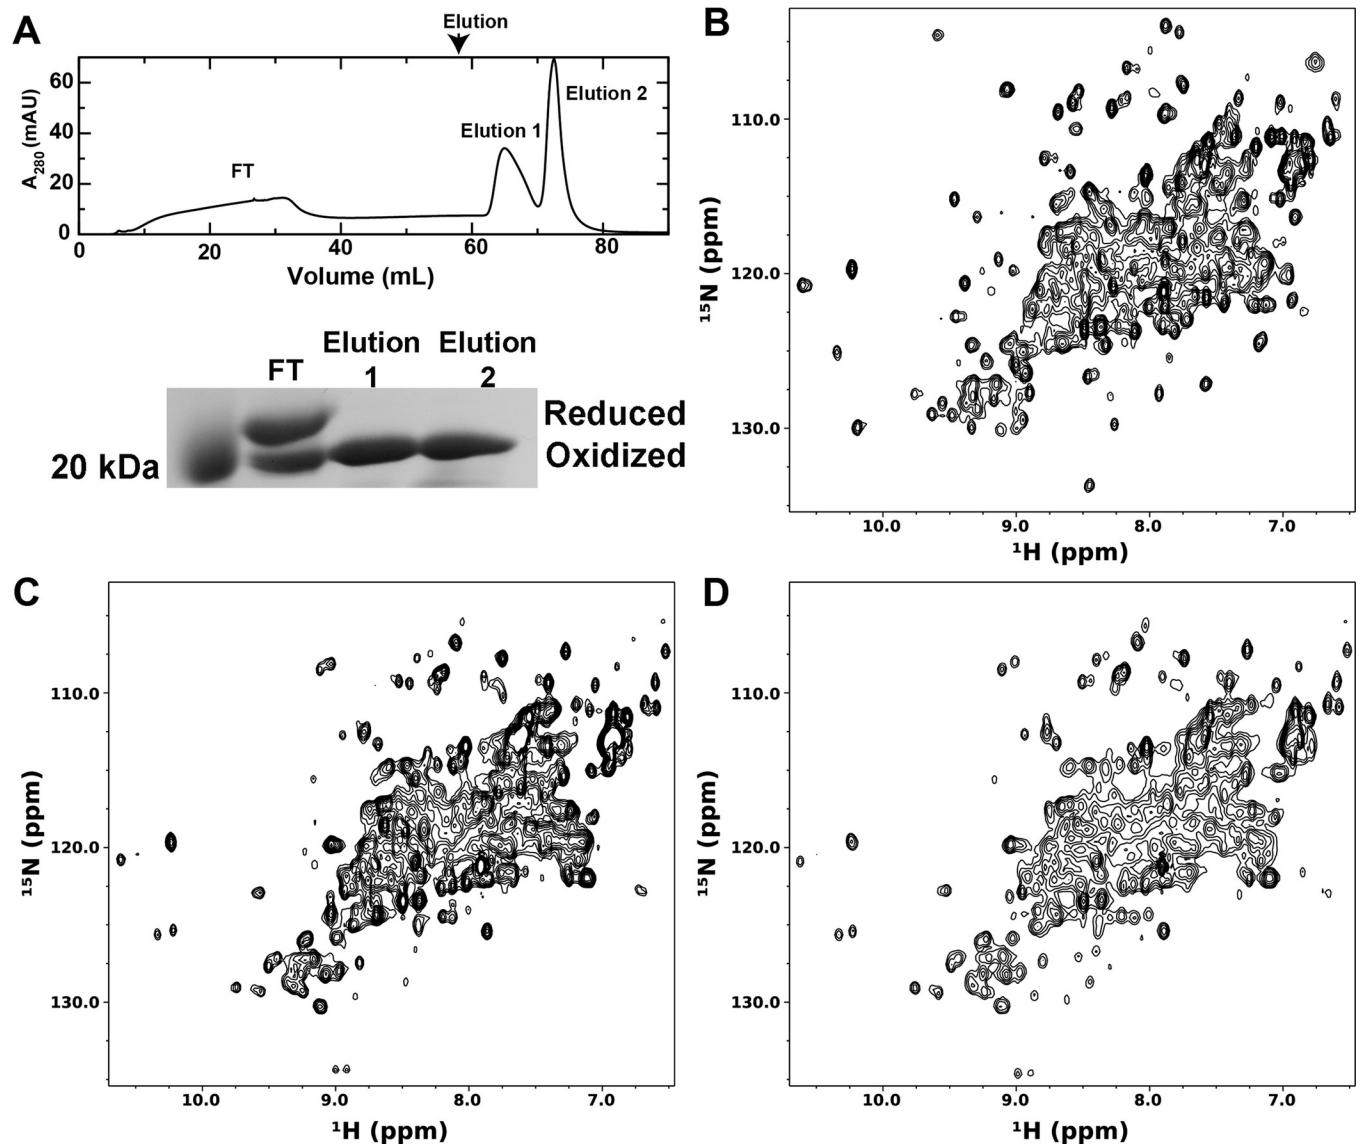 A
Elution
60
40
20
0
A280 (mAU)
FT
Elution 1
Elution 2
0
20
40
60
80
Volume (mL)
FT
Elution
1
Elution
2
Reduced
Oxidized
20 kDa
B
110.0
120.0
130.0
15N (ppm)
10.0
9.0
8.0
7.0
1H (ppm)
C
110.0
120.0
130.0
15N (ppm)
10.0
9.0
8.0
7.0
1H (ppm)
D
110.0
120.0
130.0
15N (ppm)
10.0
9.0
8.0
7.0
1H (ppm)